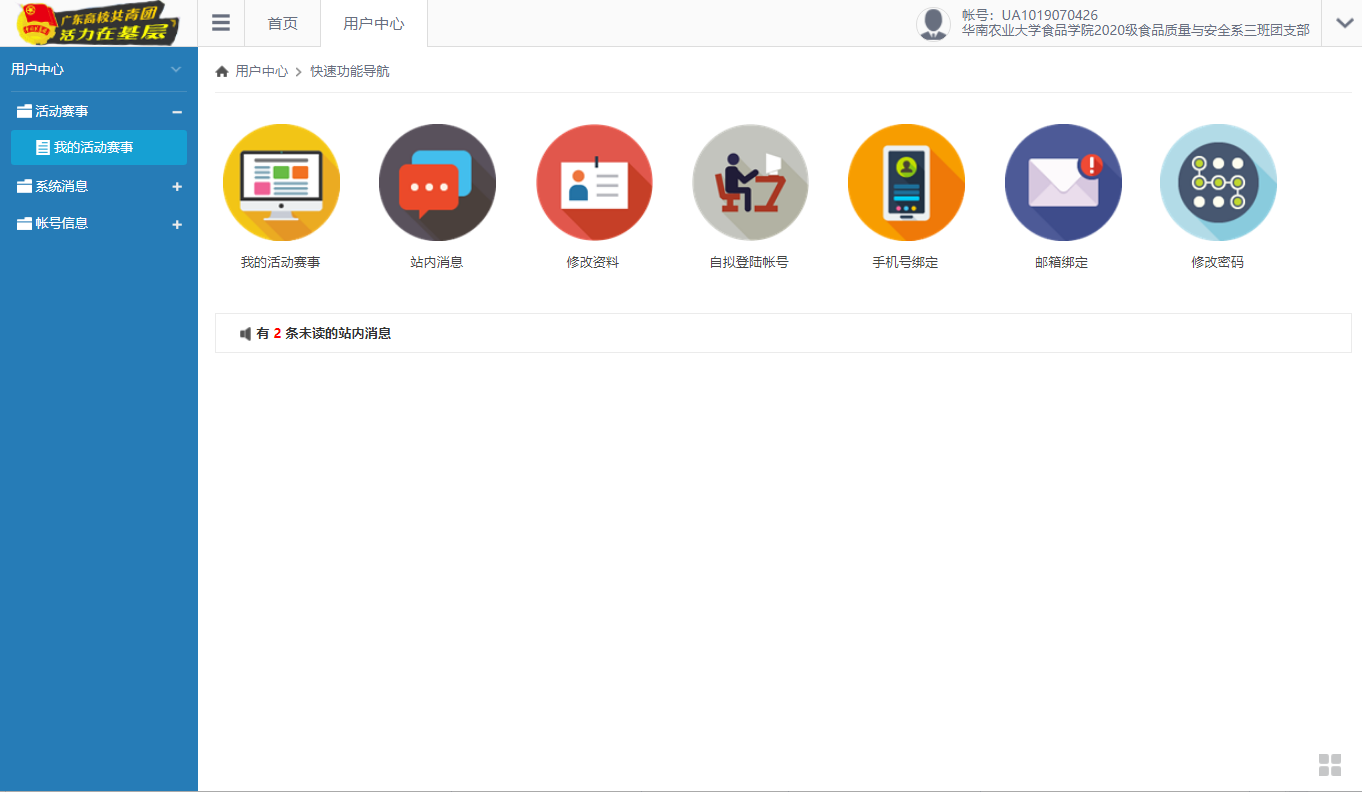 广东高校共青团
活力在基层
首页
用户中心
帐号：UA1019070426
华南农业大学食品学院2020级食品质量与安全系三班团支部
用户中心
活动赛事
我的活动赛事
系统消息
帐号信息
用户中心 > 快速功能导航
我的活动赛事
站内消息
修改资料
自拟登陆帐号
手机号绑定
邮箱绑定
修改密码
有 2 条未读的站内消息